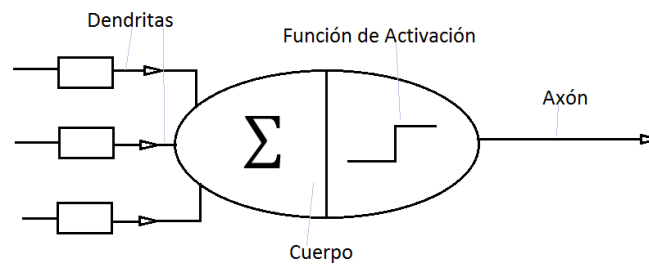 Dendritas
Función de Activación
Axón
Σ
Cuerpo